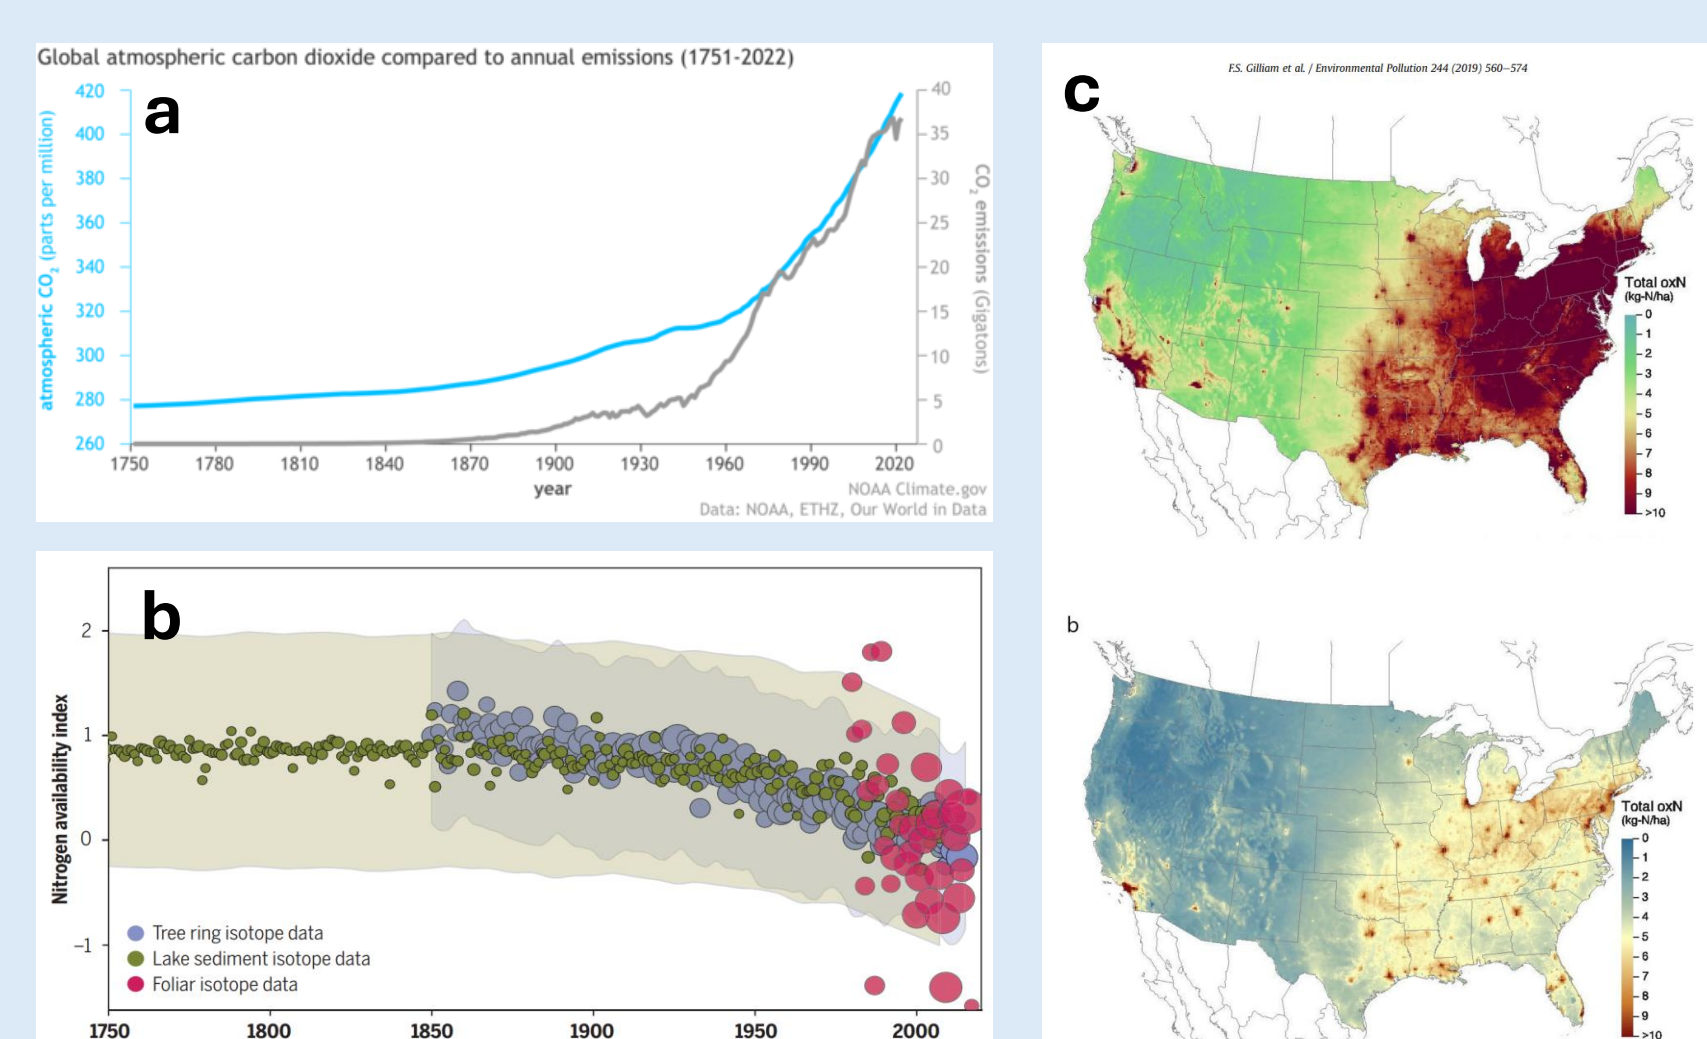 Global atmospheric carbon dioxide compared to annual emissions (1751-2022)
a
atmospheric CO₂ (parts per million)
420
400
380
360
340
320
300
280
260
40
35
30
25
20
15
10
5
0
CO₂ emissions (Gigatons)
1750 1780 1810 1840 1870 1900 1930 1960 1990 2020
year
NOAA Climate.gov
Data: NOAA, ETHZ, Our World in Data
b
Nitrogen availability index
2
1
0
–1
Tree ring isotope data
Lake sediment isotope data
Foliar isotope data
1750 1800 1850 1900 1950 2000
F.S. Gilliam et al. / Environmental Pollution 244 (2019) 560–574
c
Total oxN
(kg-N/ha)
0
1
2
3
4
5
6
7
8
9
>10
b
Total oxN
(kg-N/ha)
0
1
2
3
4
5
6
7
8
9
>10